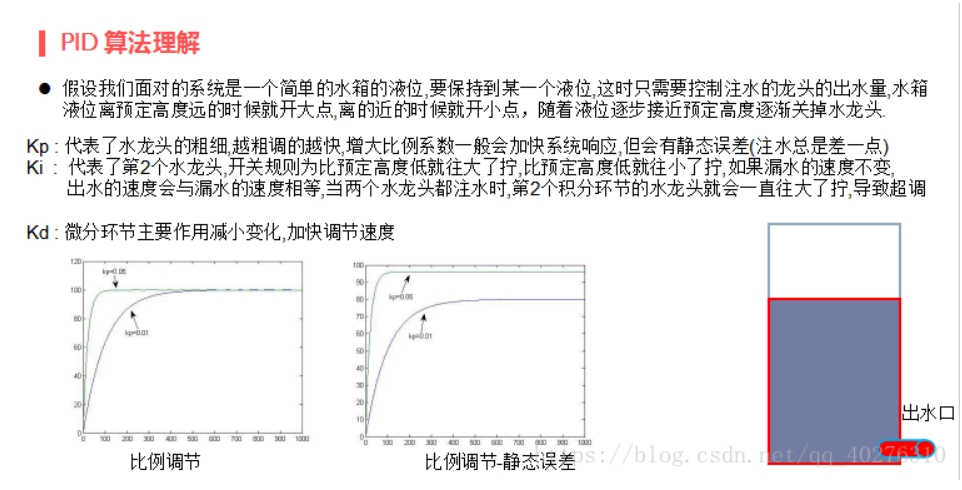 PID 算法理解
● 假设我们面对的系统是一个简单的水箱的液位,要保持到某一个液位,这时只需要控制注水的龙头的出水量,水箱
液位离预定高度远的时候就开大点,离的近的时候就开小点，随着液位逐步接近预定高度逐渐关掉水龙头.
Kp : 代表了水龙头的粗细,越粗调的越快,增大比例系数一般会加快系统响应,但会有静态误差(注水总是差一点)
Ki : 代表了第2个水龙头,开关规则为比预定高度低就往大了拧,比预定高度低就往小了拧,如果漏水的速度不变,
出水的速度会与漏水的速度相等,当两个水龙头都注水时,第2个积分环节的水龙头就会一直往大了拧,导致超调
Kd : 微分环节主要作用减小变化,加快调节速度
120
100
80
60
40
20
0
kp=0.05
kp=0.01
0 100 200 300 400 500 600 700 800 900 1000
比例调节
100
90
80
70
60
50
40
30
20
10
0
kp=0.05
kp=0.01
0 100 200 300 400 500 600 700 800 900 1000
比例调节-静态误差
出水口
https://blog.csdn.net/qq_40276310